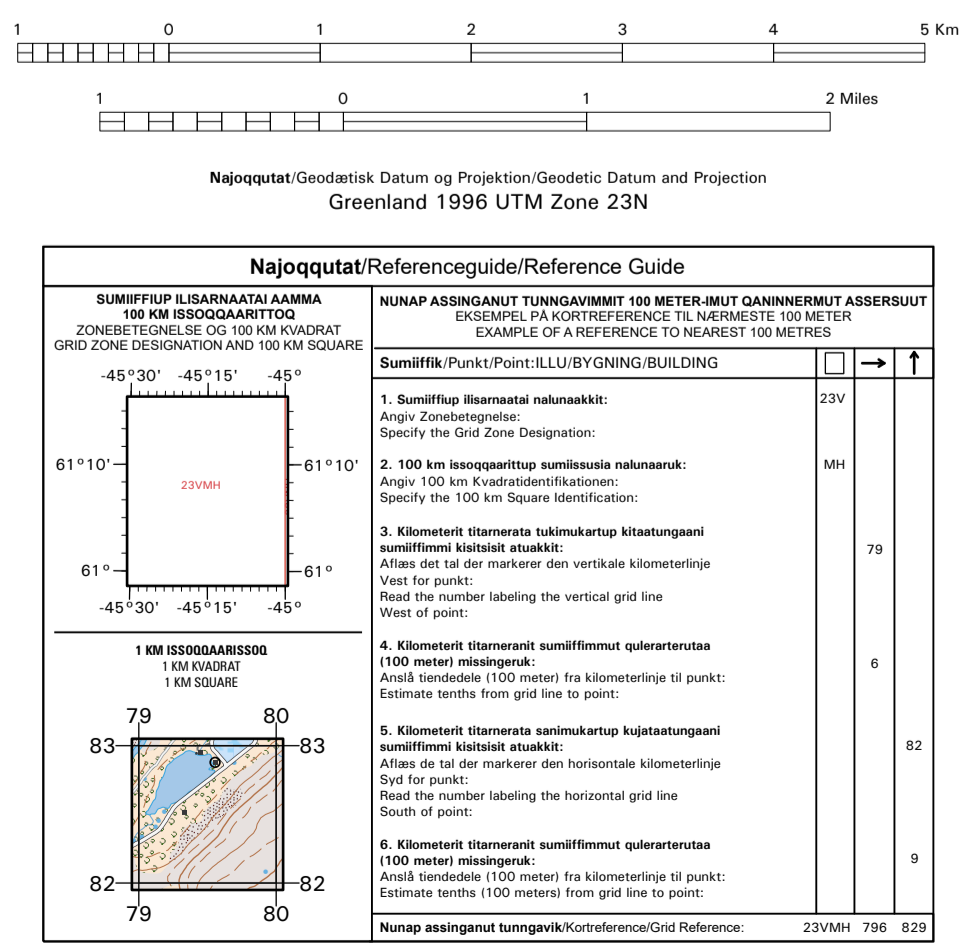 1 0 1 2 3 4 5 Km
1 0 1 2 Miles
Najoqqutat/Geodætisk Datum og Projektion/Geodetic Datum and Projection
Greenland 1996 UTM Zone 23N
Najoqqutat/Referenceguide/Reference Guide
SUMIIFFIUP ILISARNAATAI AAMMA
100 KM ISSOQQAARITTOQ
ZONEBETEGNELSE OG 100 KM KVADRAT
GRID ZONE DESIGNATION AND 100 KM SQUARE
-45°30' -45°15' -45°
61°10' 61°10'
23VMH
61° 61°
-45°30' -45°15' -45°
1 KM ISSOQQAARISSOQ
1 KM KVADRAT
1 KM SQUARE
79 80
83 83
82 82
79 80
NUNAP ASSINGANUT TUNNGAVIMMIT 100 METER-IMUT QANINNERMUT ASSERSUUT
EKSEMPEL PÅ KORTREFERENCE TIL NÆRMESTE 100 METER
EXAMPLE OF A REFERENCE TO NEAREST 100 METRES
Sumiiffik/Punkt/Point:ILLU/BYGNING/BUILDING → ↑
1. Sumiiffiup ilisarnaatai nalunaakkit: 23V
Angiv Zonebetegnelse:
Specify the Grid Zone Designation:
2. 100 km issoqqaarittup sumiissusia nalunaaruk: MH
Angiv 100 km Kvadratidentifikationen:
Specify the 100 km Square Identification:
3. Kilometerit titarnerata tukimukartup kitaatungaani
sumiiffimmi kisitsisit atuakkit: 79
Aflæs det tal der markerer den vertikale kilometerlinje
Vest for punkt:
Read the number labeling the vertical grid line
West of point:
4. Kilometerit titarneranit sumiiffimmut qulerarterutaa
(100 meter) missingeruk: 6
Anslå tiendedele (100 meter) fra kilometerlinje til punkt:
Estimate tenths from grid line to point:
5. Kilometerit titarnerata sanimukartup kujataatungaani
sumiiffimmi kisitsisit atuakkit: 82
Aflæs de tal der markerer den horisontale kilometerlinje
Syd for punkt:
Read the number labeling the horizontal grid line
South of point:
6. Kilometerit titarneranit sumiiffimmut qulerarterutaa
(100 meter) missingeruk: 9
Anslå tiendedele (100 meter) fra kilometerlinje til punkt:
Estimate tenths (100 meters) from grid line to point:
Nunap assinganut tunngavik/Kortreference/Grid Reference: 23VMH 796 829